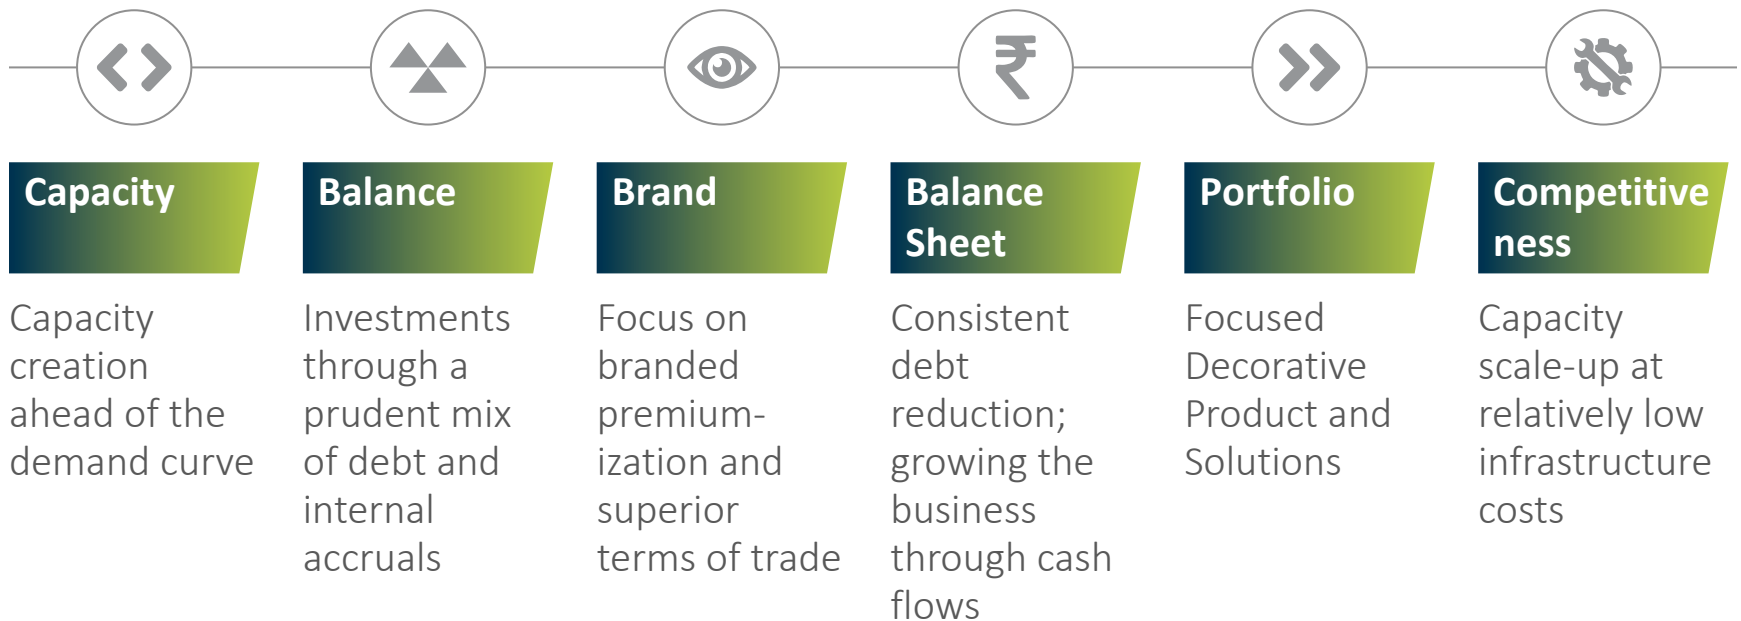 Capacity
Capacity
creation
ahead of the
demand curve
Balance
Investments
through a
prudent mix
of debt and
internal
accruals
Brand
Focus on
branded
premium-
ization and
superior
terms of trade
Balance
Sheet
Consistent
debt
reduction;
growing the
business
through cash
flows
Portfolio
Focused
Decorative
Product and
Solutions
Competitive
ness
Capacity
scale-up at
relatively low
infrastructure
costs